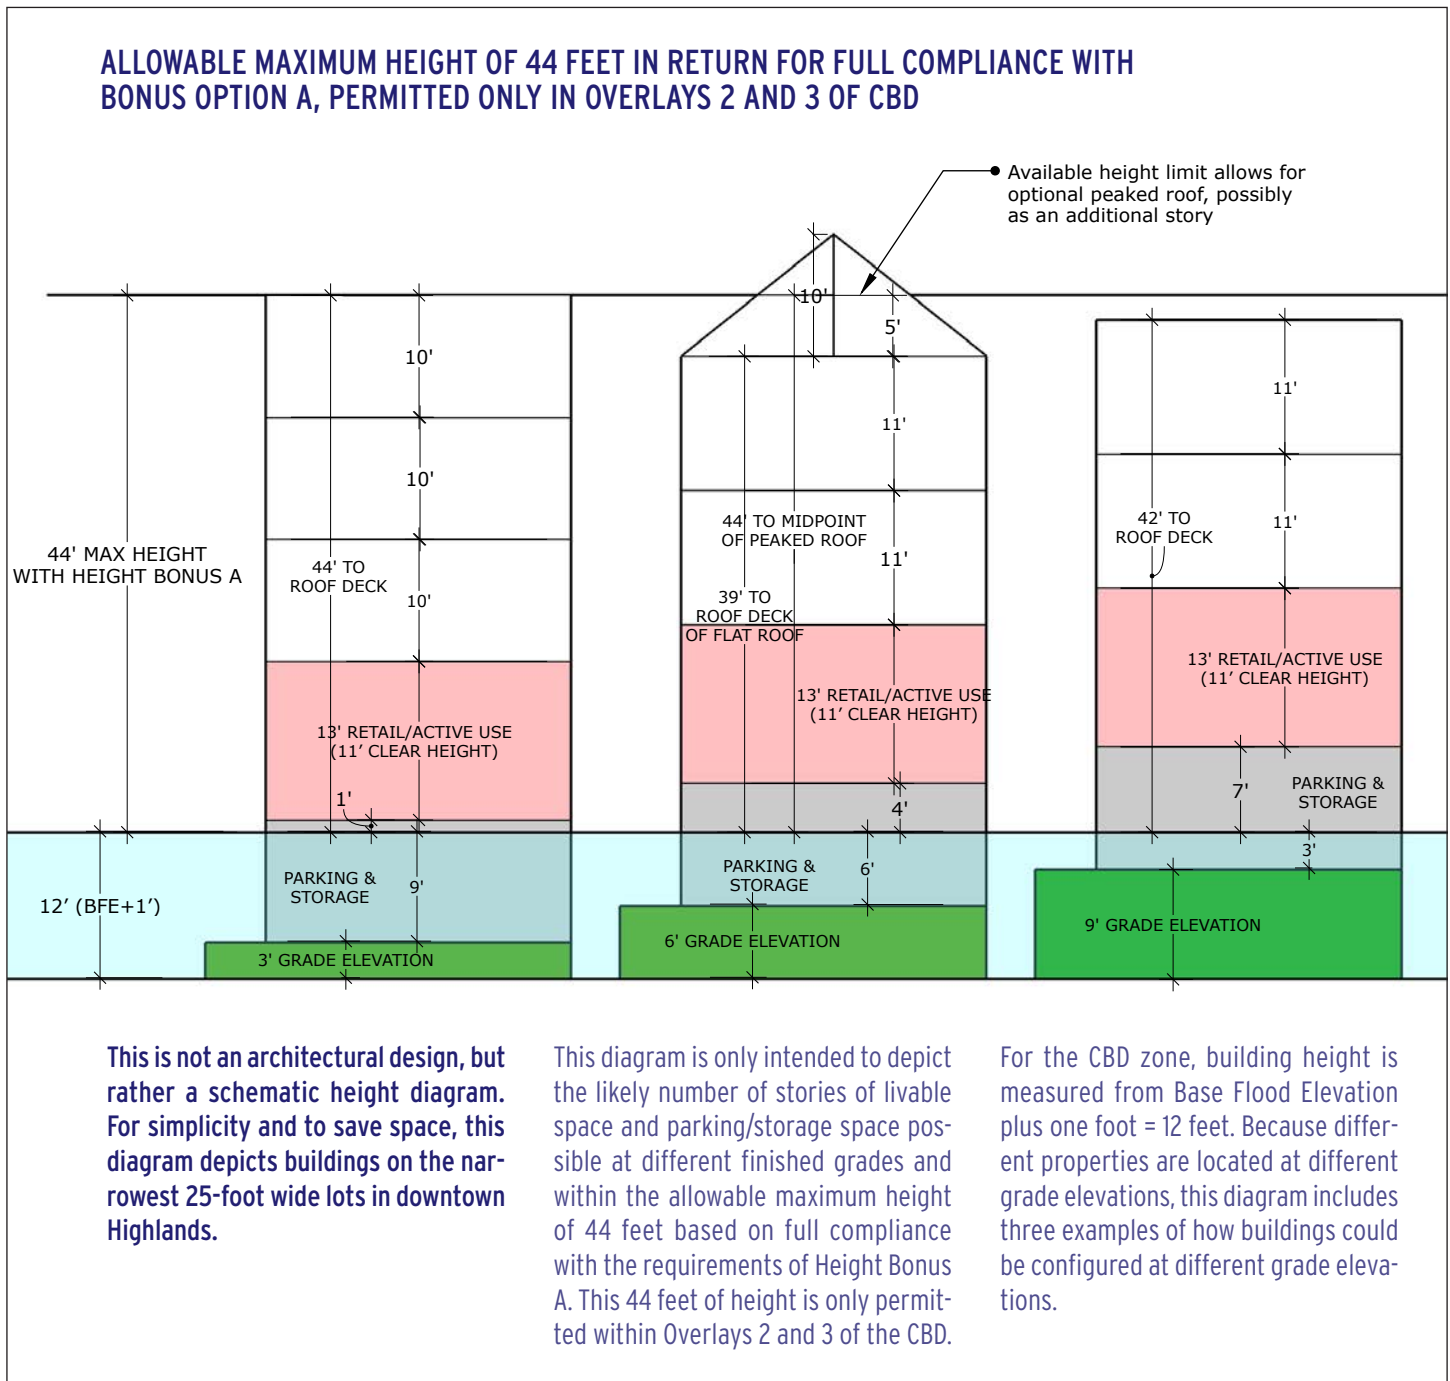 ALLOWABLE MAXIMUM HEIGHT OF 44 FEET IN RETURN FOR FULL COMPLIANCE WITH
BONUS OPTION A, PERMITTED ONLY IN OVERLAYS 2 AND 3 OF CBD
Available height limit allows for
optional peaked roof, possibly
as an additional story
44' MAX HEIGHT
WITH HEIGHT BONUS A
12' (BFE+1')
10'
10'
44' TO
ROOF DECK
10'
13' RETAIL/ACTIVE USE
(11' CLEAR HEIGHT)
1'
PARKING &
STORAGE
9'
3' GRADE ELEVATION
10'
5'
11'
44' TO MIDPOINT
OF PEAKED ROOF
11'
39' TO
ROOF DECK
OF FLAT ROOF
13' RETAIL/ACTIVE USE
(11' CLEAR HEIGHT)
4'
PARKING &
STORAGE
6'
6' GRADE ELEVATION
11'
42' TO
ROOF DECK
11'
13' RETAIL/ACTIVE USE
(11' CLEAR HEIGHT)
7'
PARKING &
STORAGE
3'
9' GRADE ELEVATION
This is not an architectural design, but
rather a schematic height diagram.
For simplicity and to save space, this
diagram depicts buildings on the nar-
rowest 25-foot wide lots in downtown
Highlands.
This diagram is only intended to depict
the likely number of stories of livable
space and parking/storage space pos-
sible at different finished grades and
within the allowable maximum height
of 44 feet based on full compliance
with the requirements of Height Bonus
A. This 44 feet of height is only permit-
ted within Overlays 2 and 3 of the CBD.
For the CBD zone, building height is
measured from Base Flood Elevation
plus one foot = 12 feet. Because differ-
ent properties are located at different
grade elevations, this diagram includes
three examples of how buildings could
be configured at different grade eleva-
tions.